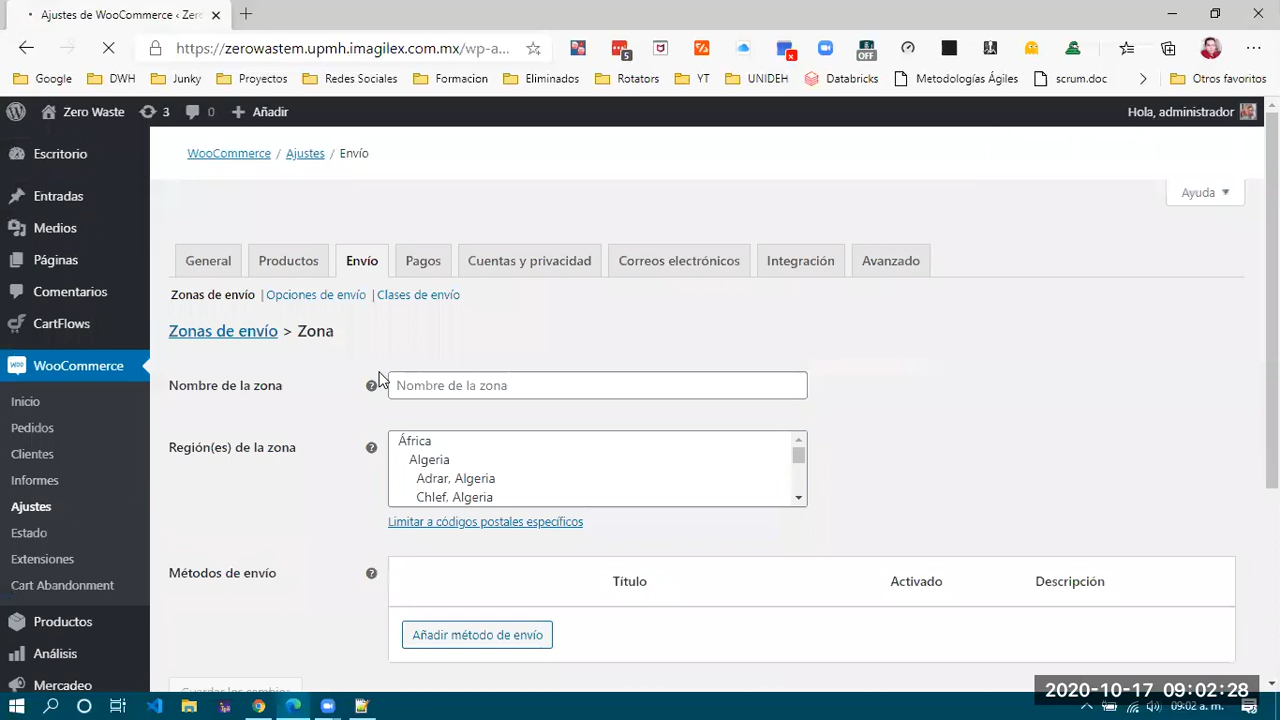 Ajustes de WooCommerce ‹ Zer
https://zerowastem.upmh.imagilex.com.mx/wp-a...
5
OFF
Google
DWH
Junky
Proyectos
Redes Sociales
Formacion
Eliminados
Rotators
YT
UNIDEH
Databricks
Metodologías Ágiles
scrum.doc
Otros favoritos
Zero Waste
3
0
Añadir
Hola, administrador
Escritorio
Entradas
Medios
Páginas
Comentarios
CartFlows
Woo
WooCommerce
Inicio
Pedidos
Clientes
Informes
Ajustes
Estado
Extensiones
Cart Abandonment
Productos
Análisis
Mercadeo
WooCommerce / Ajustes / Envío
Ayuda
General
Productos
Envío
Pagos
Cuentas y privacidad
Correos electrónicos
Integración
Avanzado
Zonas de envío | Opciones de envío | Clases de envío
Zonas de envío > Zona
Nombre de la zona
?
Nombre de la zona
Región(es) de la zona
?
África
Algeria
Adrar, Algeria
Chlef, Algeria
Limitar a códigos postales específicos
Métodos de envío
?
Título
Activado
Descripción
Añadir método de envío
Guardar los cambios
2020-10-17 09:02:28
09:02 a. m.